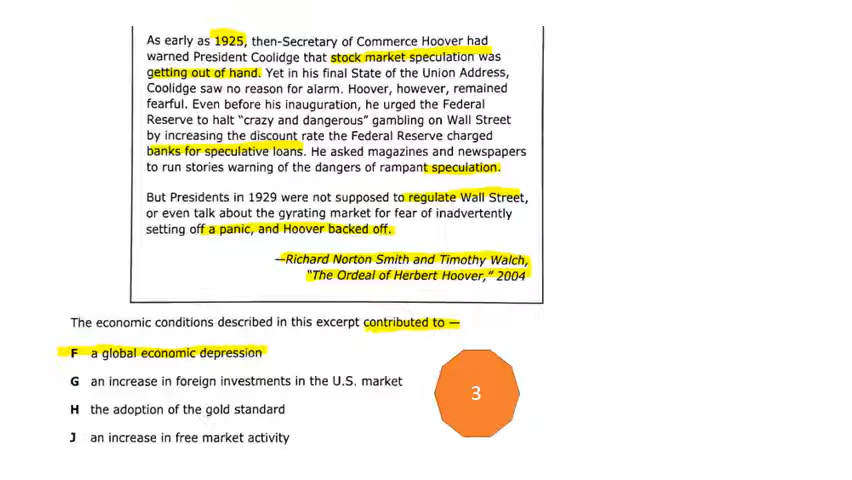 As early as 1925, then-Secretary of Commerce Hoover had
warned President Coolidge that stock market speculation was
getting out of hand. Yet in his final State of the Union Address,
Coolidge saw no reason for alarm. Hoover, however, remained
fearful. Even before his inauguration, he urged the Federal
Reserve to halt “crazy and dangerous” gambling on Wall Street
by increasing the discount rate the Federal Reserve charged
banks for speculative loans. He asked magazines and newspapers
to run stories warning of the dangers of rampant speculation.
But Presidents in 1929 were not supposed to regulate Wall Street,
or even talk about the gyrating market for fear of inadvertently
setting off a panic, and Hoover backed off.
—Richard Norton Smith and Timothy Walch,
“The Ordeal of Herbert Hoover,” 2004
The economic conditions described in this excerpt contributed to —
F a global economic depression
G an increase in foreign investments in the U.S. market
H the adoption of the gold standard
J an increase in free market activity
3